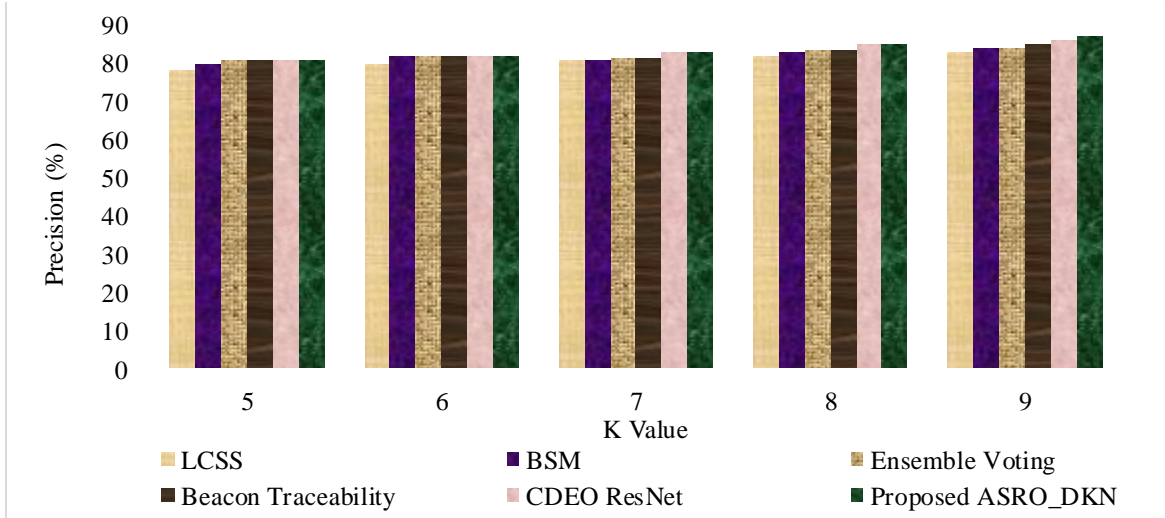 90
80
70
60
50
40
30
20
10
0
Precision (%)
5 6 7 8 9
K Value
LCSS BSM Ensemble Voting
Beacon Traceability CDEO ResNet Proposed ASRO_DKN